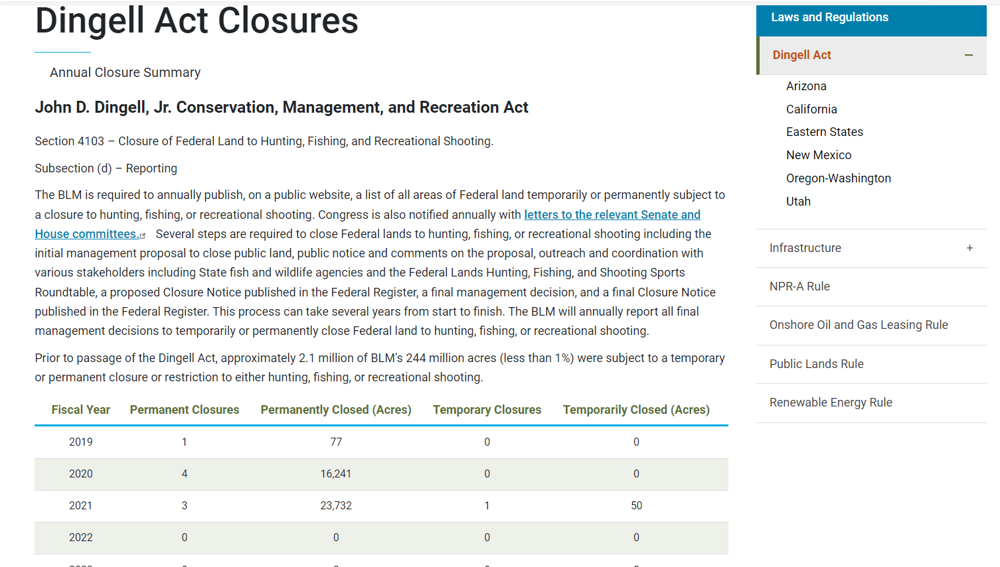 Dingell Act Closures
Annual Closure Summary
John D. Dingell, Jr. Conservation, Management, and Recreation Act
Section 4103 – Closure of Federal Land to Hunting, Fishing, and Recreational Shooting.
Subsection (d) – Reporting
The BLM is required to annually publish, on a public website, a list of all areas of Federal land temporarily or permanently subject to
a closure to hunting, fishing, or recreational shooting. Congress is also notified annually with letters to the relevant Senate and
House committees. Several steps are required to close Federal lands to hunting, fishing, or recreational shooting including the
initial management proposal to close public land, public notice and comments on the proposal, outreach and coordination with
various stakeholders including State fish and wildlife agencies and the Federal Lands Hunting, Fishing, and Shooting Sports
Roundtable, a proposed Closure Notice published in the Federal Register, a final management decision, and a final Closure Notice
published in the Federal Register. This process can take several years from start to finish. The BLM will annually report all final
management decisions to temporarily or permanently close Federal land to hunting, fishing, or recreational shooting.
Prior to passage of the Dingell Act, approximately 2.1 million of BLM’s 244 million acres (less than 1%) were subject to a temporary
or permanent closure or restriction to either hunting, fishing, or recreational shooting.
Fiscal Year Permanent Closures Permanently Closed (Acres) Temporary Closures Temporarily Closed (Acres)
2019 1 77 0 0
2020 4 16,241 0 0
2021 3 23,732 1 50
2022 0 0 0 0
Laws and Regulations
Dingell Act –
Arizona
California
Eastern States
New Mexico
Oregon-Washington
Utah
Infrastructure +
NPR-A Rule
Onshore Oil and Gas Leasing Rule
Public Lands Rule
Renewable Energy Rule